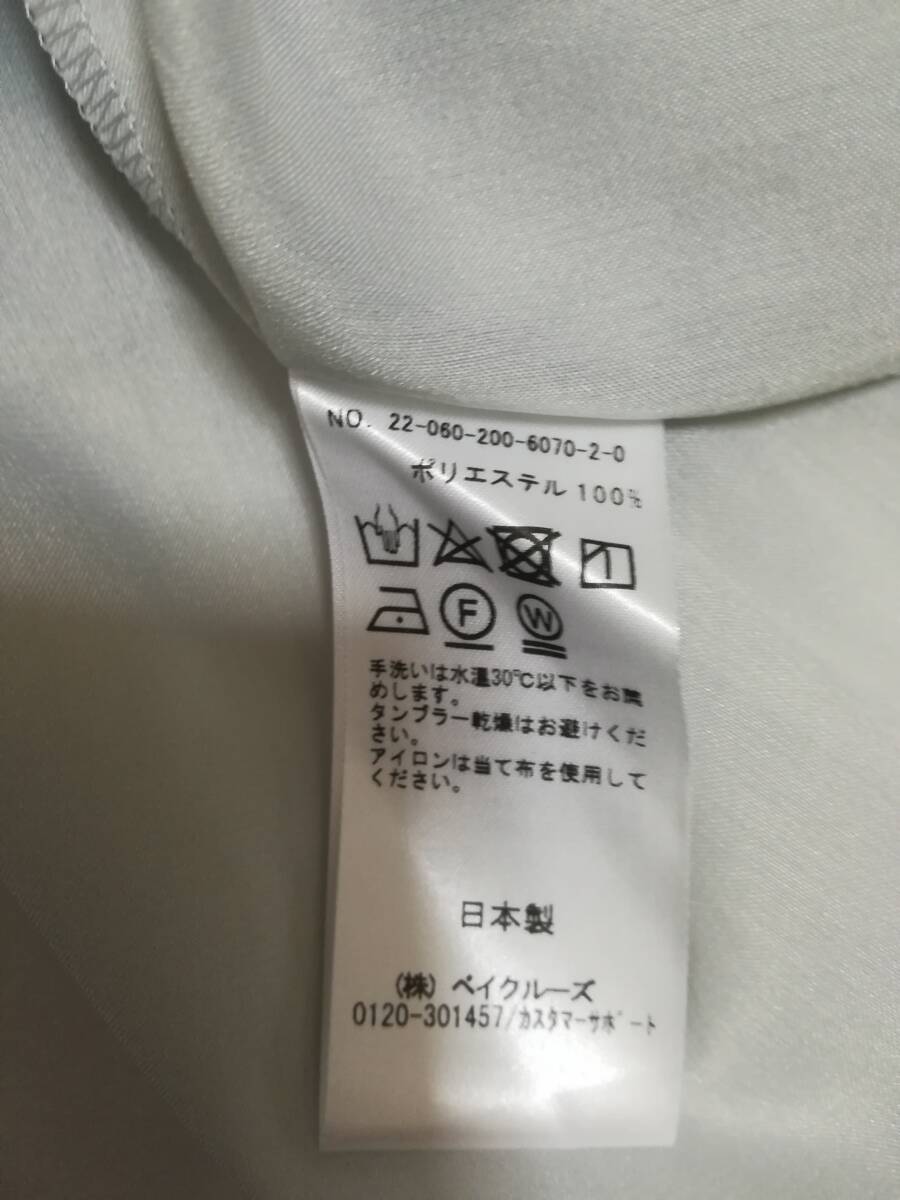 NO. 22-060-200-6070-2-0
ポリエステル 100%
F W
手洗いは水温30℃以下をお薦
めします。
タンブラー乾燥はお避けくだ
さい。
アイロンは当て布を使用して
ください。
日本製
(株) ベイクルーズ
0120-301457/カスタマーサポート